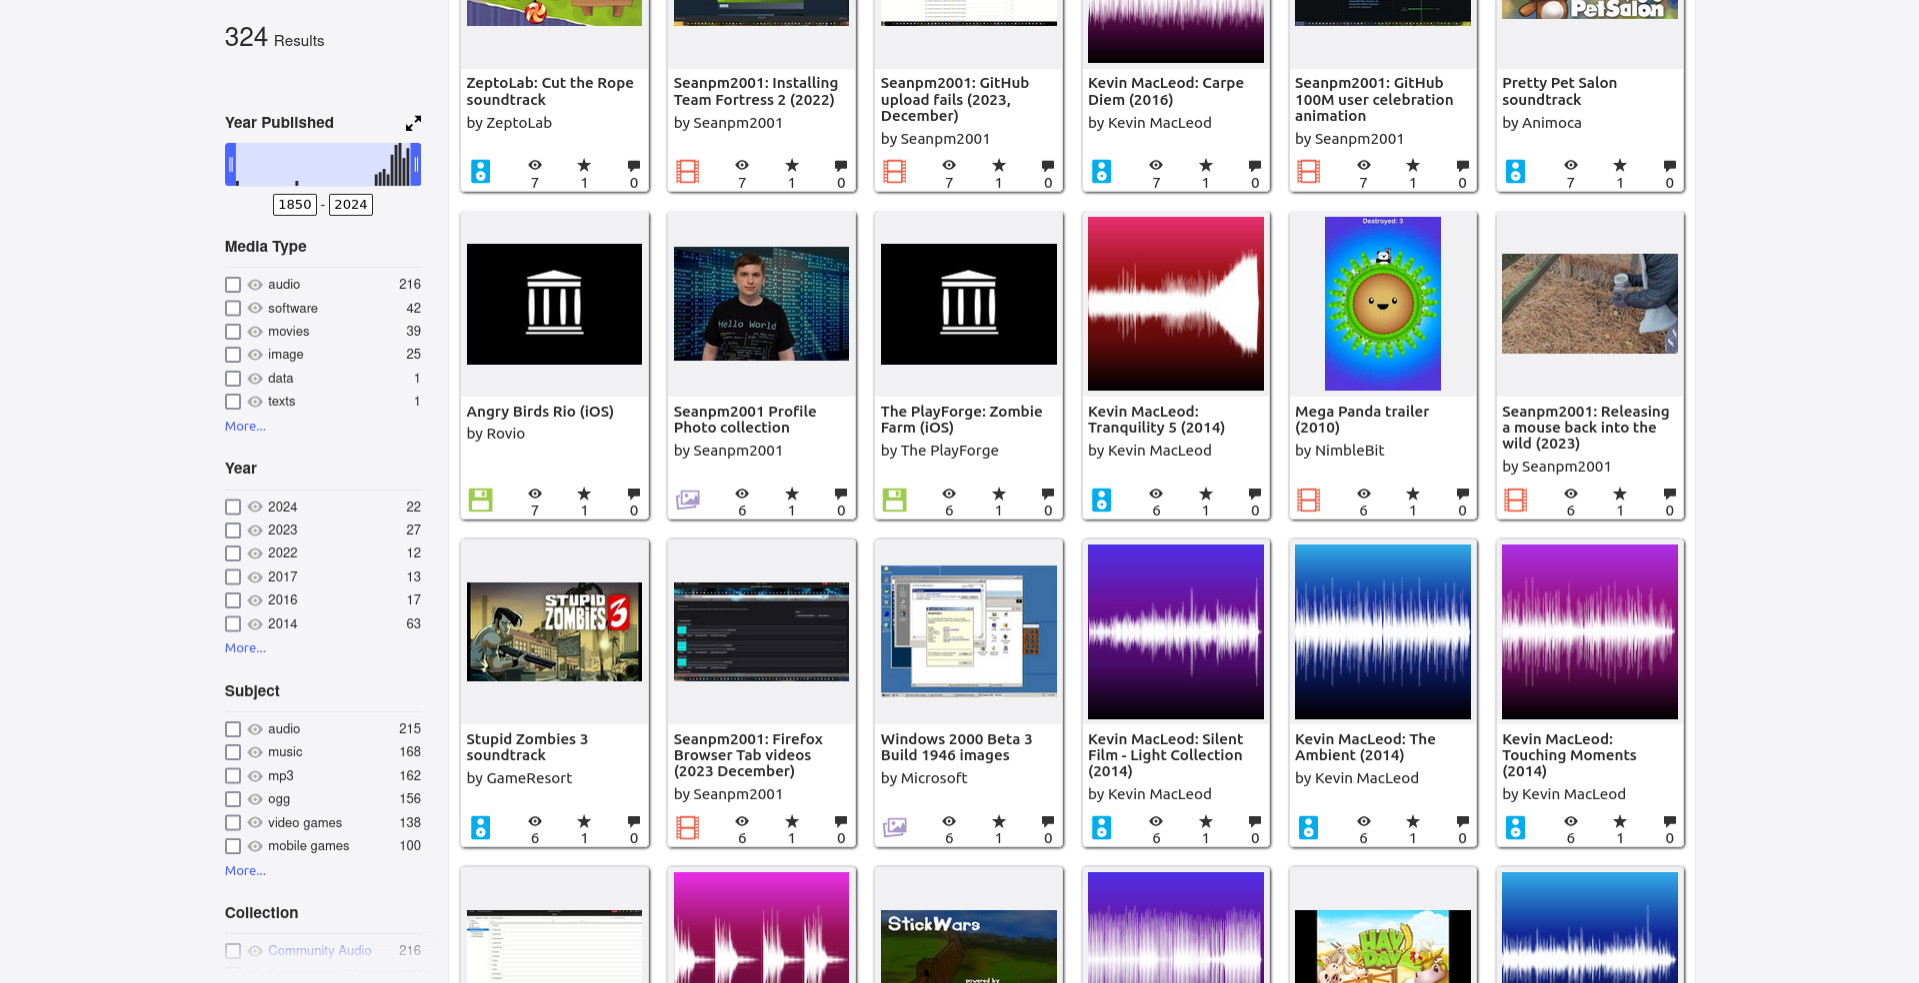 324 Results
Year Published
1850 - 2024
Media Type
audio 216
software 42
movies 39
image 25
data 1
texts 1
More...
Year
2024 22
2023 27
2022 12
2017 13
2016 17
2014 63
More...
Subject
audio 215
music 168
mp3 162
ogg 156
video games 138
mobile games 100
More...
Collection
Community Audio 216
ZeptoLab: Cut the Rope
soundtrack
by ZeptoLab
7 1 0
Seanpm2001: Installing
Team Fortress 2 (2022)
by Seanpm2001
7 1 0
Seanpm2001: GitHub
upload fails (2023,
December)
by Seanpm2001
7 1 0
Kevin MacLeod: Carpe
Diem (2016)
by Kevin MacLeod
7 1 0
Seanpm2001: GitHub
100M user celebration
animation
by Seanpm2001
7 1 0
PetSalon
Pretty Pet Salon
soundtrack
by Animoca
7 1 0
Angry Birds Rio (iOS)
by Rovio
7 1 0
Hello World
Seanpm2001 Profile
Photo collection
by Seanpm2001
6 1 0
The PlayForge: Zombie
Farm (iOS)
by The PlayForge
6 1 0
Kevin MacLeod:
Tranquility 5 (2014)
by Kevin MacLeod
6 1 0
Destroyed: 3
Mega Panda trailer
(2010)
by NimbleBit
6 1 0
Seanpm2001: Releasing
a mouse back into the
wild (2023)
by Seanpm2001
6 1 0
STUPID
ZOMBIES 3
Stupid Zombies 3
soundtrack
by GameResort
6 1 0
Seanpm2001: Firefox
Browser Tab videos
(2023 December)
by Seanpm2001
6 1 0
Windows 2000 Beta 3
Build 1946 images
by Microsoft
6 1 0
Kevin MacLeod: Silent
Film - Light Collection
(2014)
by Kevin MacLeod
6 1 0
Kevin MacLeod: The
Ambient (2014)
by Kevin MacLeod
6 1 0
Kevin MacLeod:
Touching Moments
(2014)
by Kevin MacLeod
6 1 0
StickWars
powered by
HAY
DAY